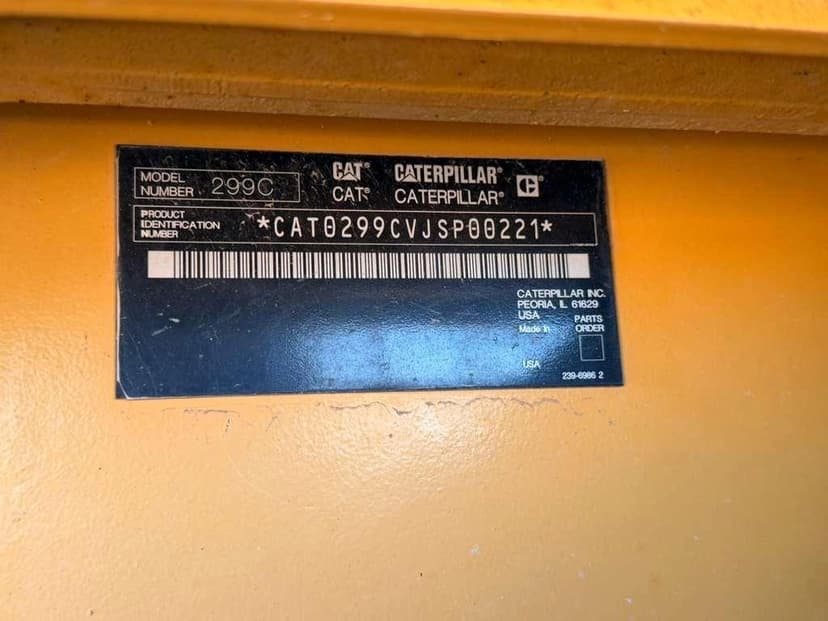 MODEL NUMBER 299C
CAT® CATERPILLAR® C
CAT® CATERPILLAR®
PRODUCT
IDENTIFICATION
NUMBER
*CAT0299CVJSP00221*
CATERPILLAR INC.
PEORIA, IL 61629
USA
Made in
USA
PARTS
ORDER
239-6986 2